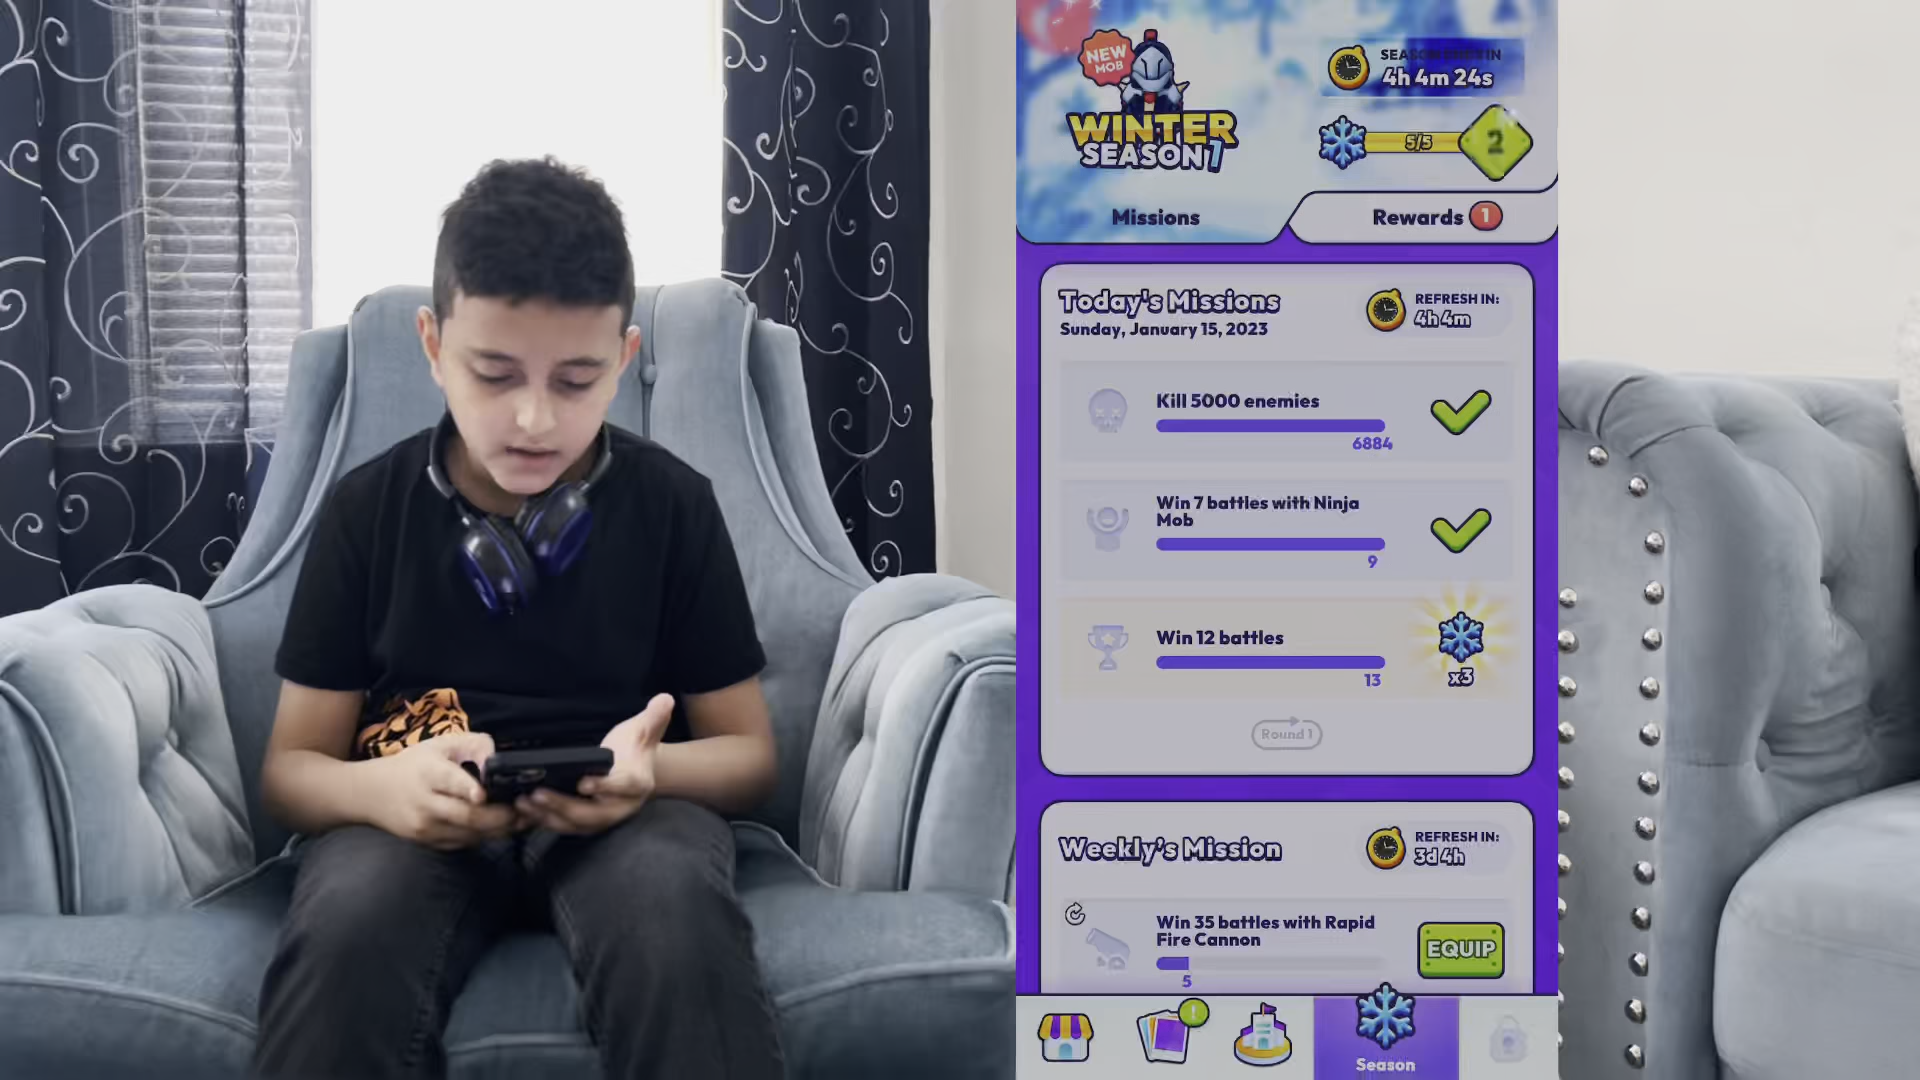 NEW
MOB
WINTER
SEASON 1
SEASON ENDS IN
4h 4m 24s
5/5
2
Missions
Rewards 1
Today's Missions
Sunday, January 15, 2023
REFRESH IN:
4h 4m
Kill 5000 enemies
6884
Win 7 battles with Ninja
Mob
9
Win 12 battles
13
x3
Round 1
Weekly's Mission
REFRESH IN:
3d 4h
Win 35 battles with Rapid
Fire Cannon
5
EQUIP
!
Season